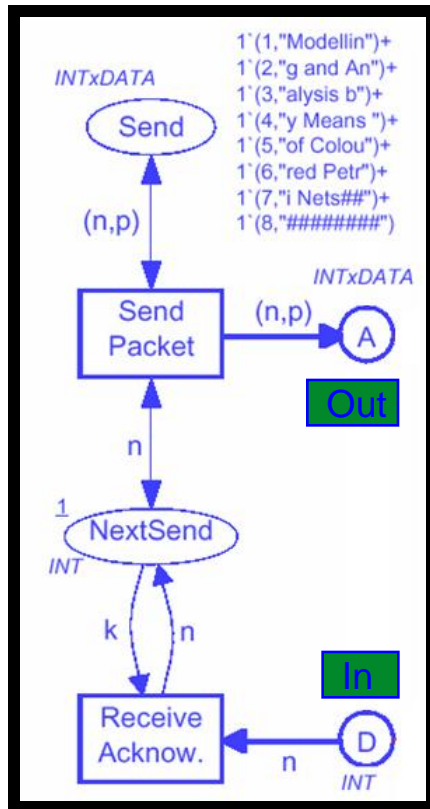 1`(1,"Modellin")+
1`(2,"g and An")+
1`(3,"alysis b")+
1`(4,"y Means ")+
1`(5,"of Colou")+
1`(6,"red Petr")+
1`(7,"i Nets##")+
1`(8,"########")
INTxDATA
Send
(n,p)
INTxDATA
Send
Packet
(n,p)
A
Out
n
1
NextSend
INT
k
n
In
Receive
Acknow.
n
D
INT